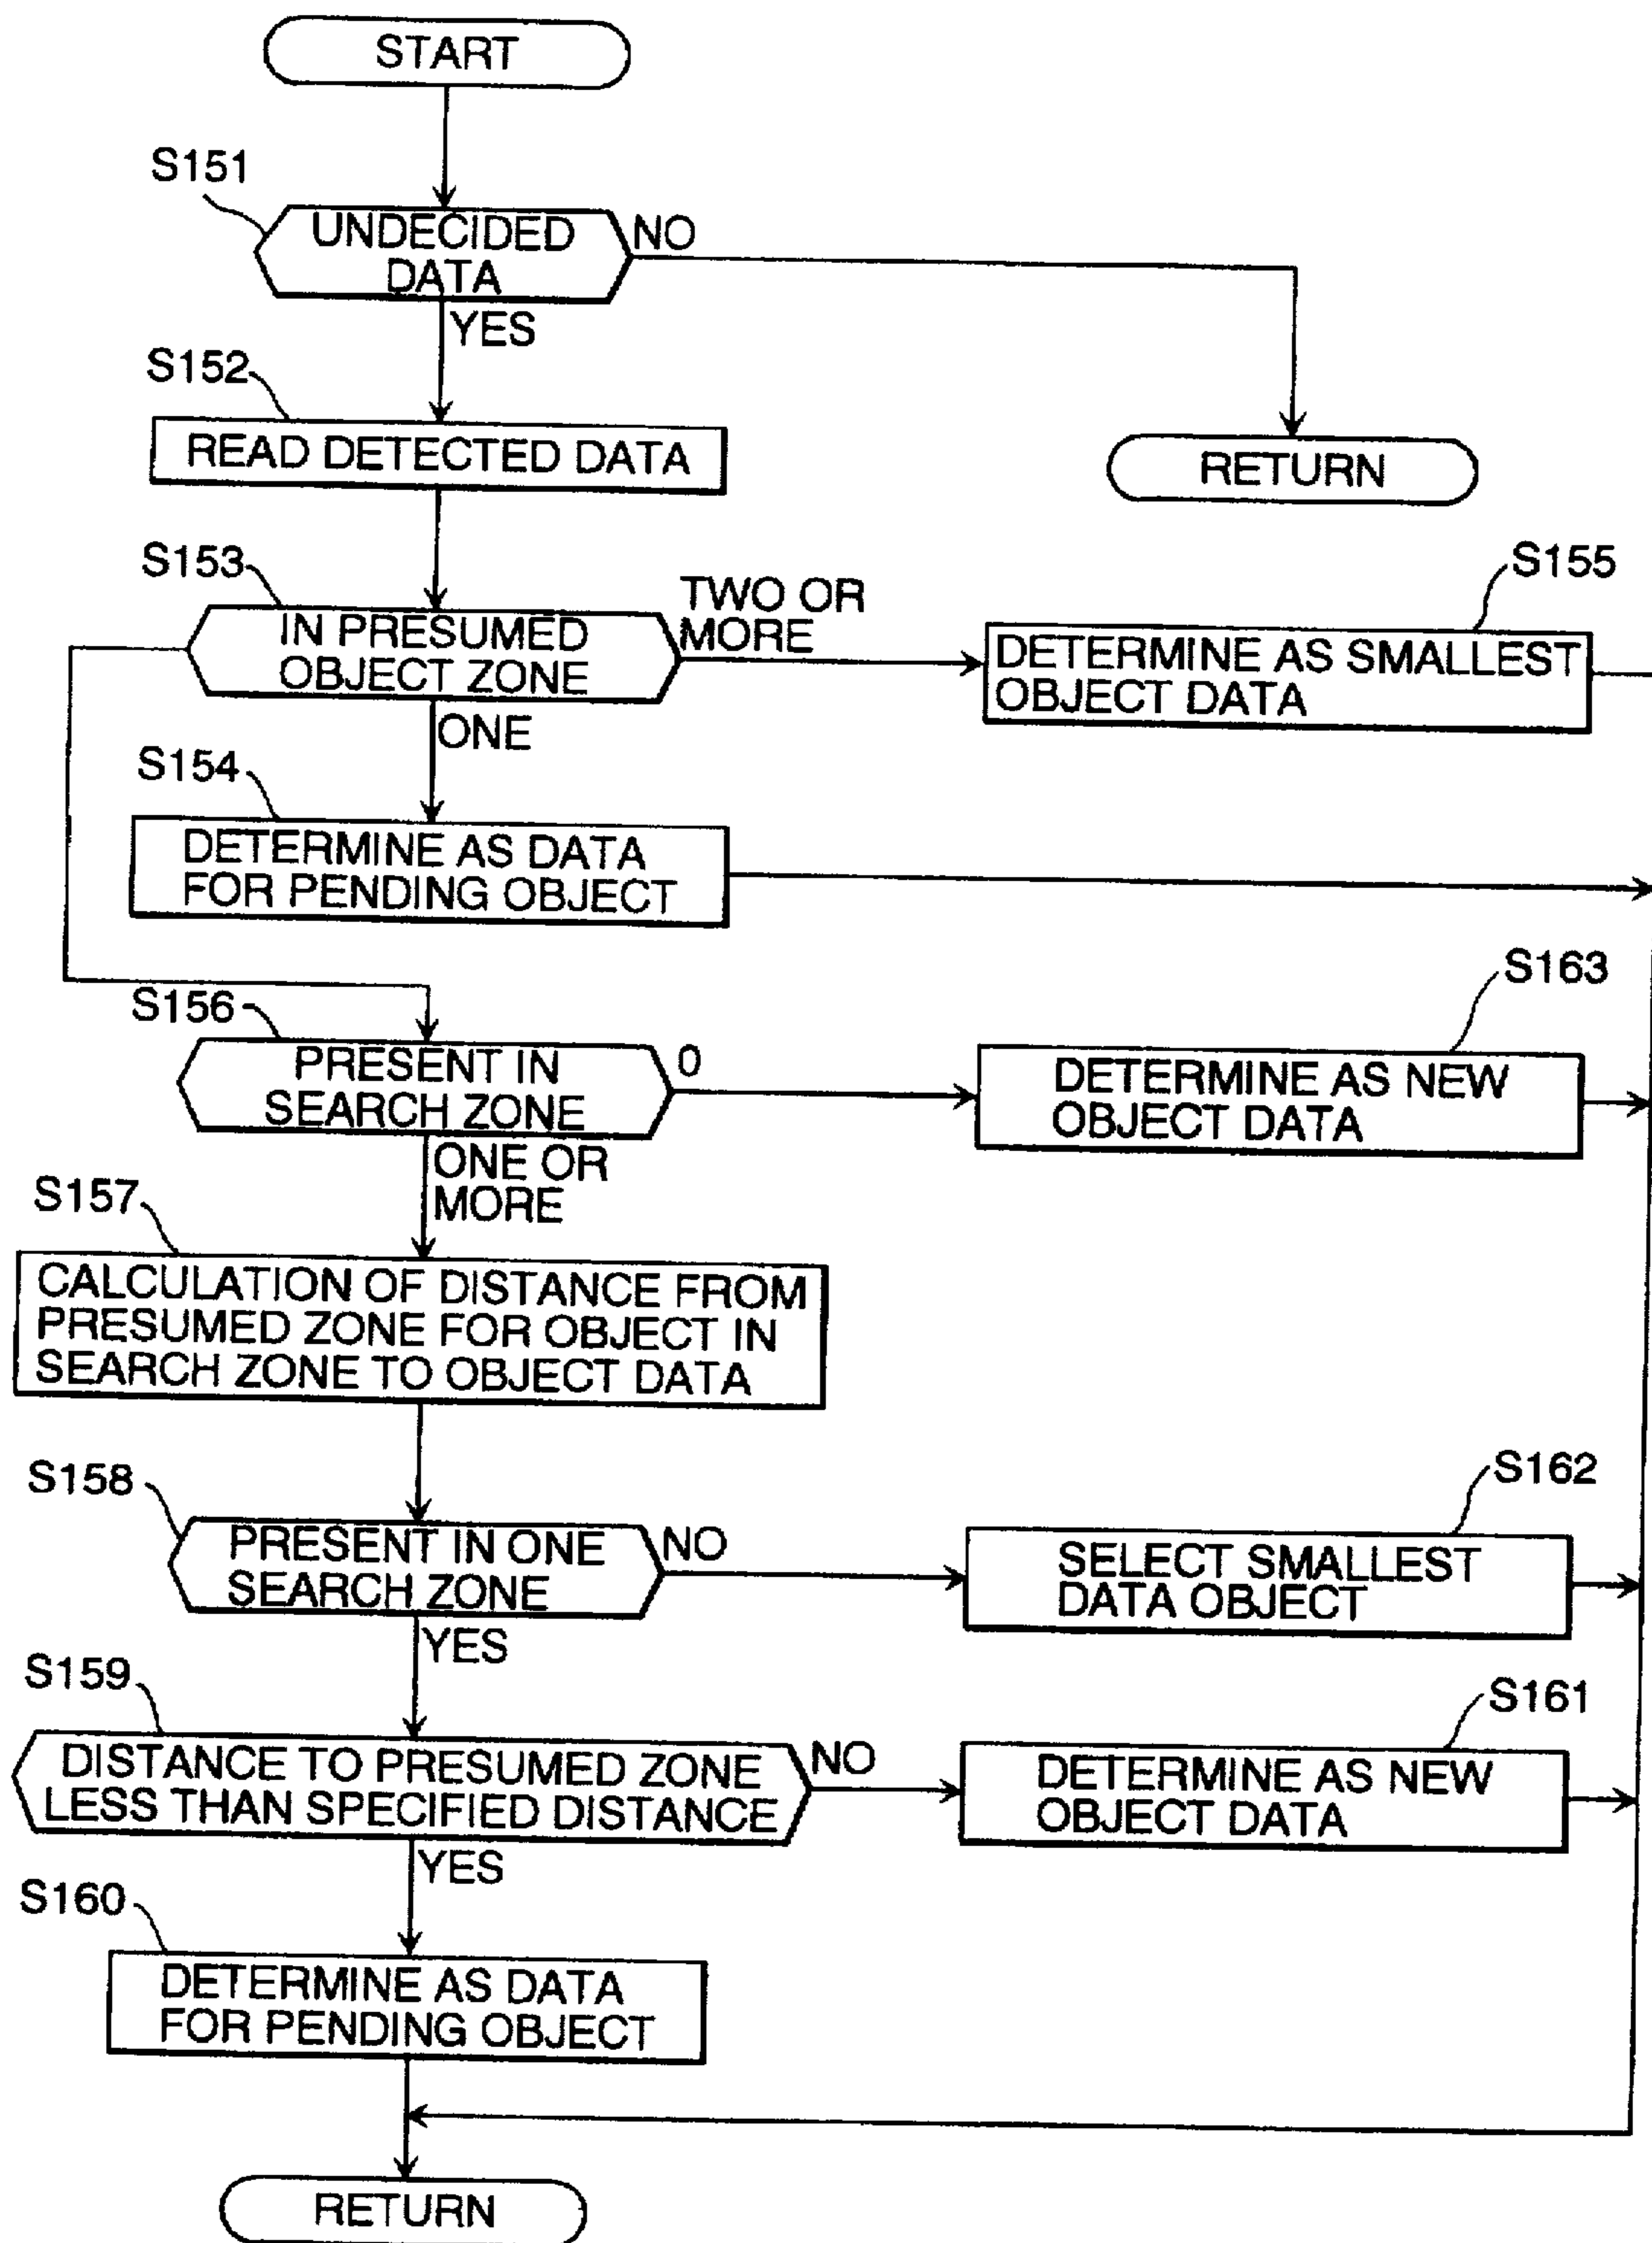 START
S151
UNDECIDED
DATA
NO
YES
S152
READ DETECTED DATA
RETURN
S153
IN PRESUMED
OBJECT ZONE
TWO OR
MORE
S155
DETERMINE AS SMALLEST
OBJECT DATA
ONE
S154
DETERMINE AS DATA
FOR PENDING OBJECT
S156
PRESENT IN
SEARCH ZONE
0
S163
DETERMINE AS NEW
OBJECT DATA
ONE OR
MORE
S157
CALCULATION OF DISTANCE FROM
PRESUMED ZONE FOR OBJECT IN
SEARCH ZONE TO OBJECT DATA
S158
PRESENT IN ONE
SEARCH ZONE
NO
S162
SELECT SMALLEST
DATA OBJECT
YES
S159
DISTANCE TO PRESUMED ZONE
LESS THAN SPECIFIED DISTANCE
NO
S161
DETERMINE AS NEW
OBJECT DATA
YES
S160
DETERMINE AS DATA
FOR PENDING OBJECT
RETURN